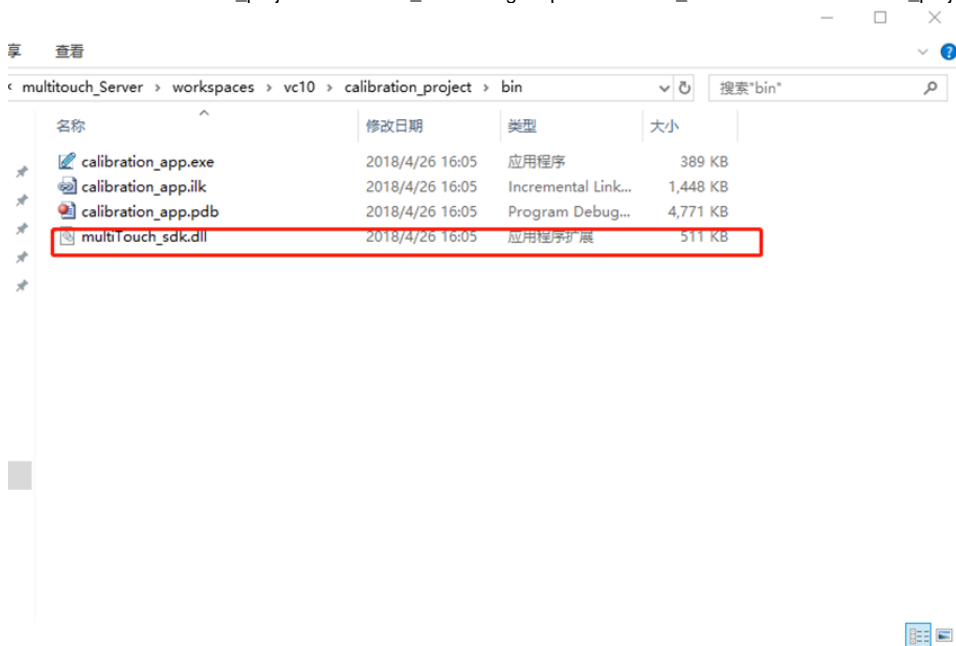 享 查看
multitouch_Server › workspaces › vc10 › calibration_project › bin 搜索"bin"
名称 修改日期 类型 大小
calibration_app.exe 2018/4/26 16:05 应用程序 389 KB
calibration_app.ilk 2018/4/26 16:05 Incremental Link... 1,448 KB
calibration_app.pdb 2018/4/26 16:05 Program Debug... 4,771 KB
multiTouch_sdk.dll 2018/4/26 16:05 应用程序扩展 511 KB